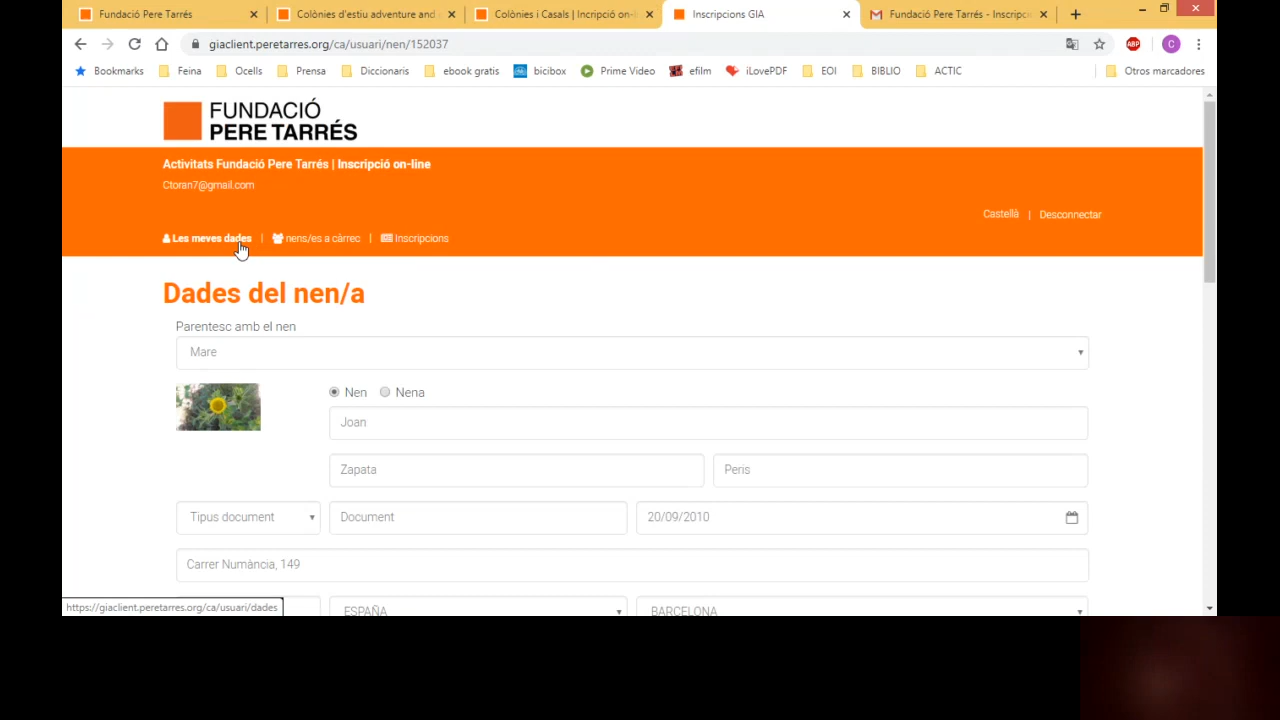 Fundació Pere Tarrés
Colònies d'estiu adventure and
Colònies i Casals | Incripció on-l
Inscripcions GIA
Fundació Pere Tarrés - Inscripci
giaclient.peretarres.org/ca/usuari/nen/152037
ABP
C
Bookmarks
Feina
Ocells
Prensa
Diccionaris
ebook gratis
bicibox
Prime Video
efilm
iLovePDF
EOI
BIBLIO
ACTIC
Otros marcadores
FUNDACIÓ
PERE TARRÉS
Activitats Fundació Pere Tarrés | Inscripció on-line
Ctoran7@gmail.com
Castellà | Desconnectar
Les meves dades | nens/es a càrrec | Inscripcions
Dades del nen/a
Parentesc amb el nen
Mare
Nen Nena
Joan
Zapata
Peris
Tipus document
Document
20/09/2010
Carrer Numància, 149
ESPAÑA
BARCELONA
https://giaclient.peretarres.org/ca/usuari/dades